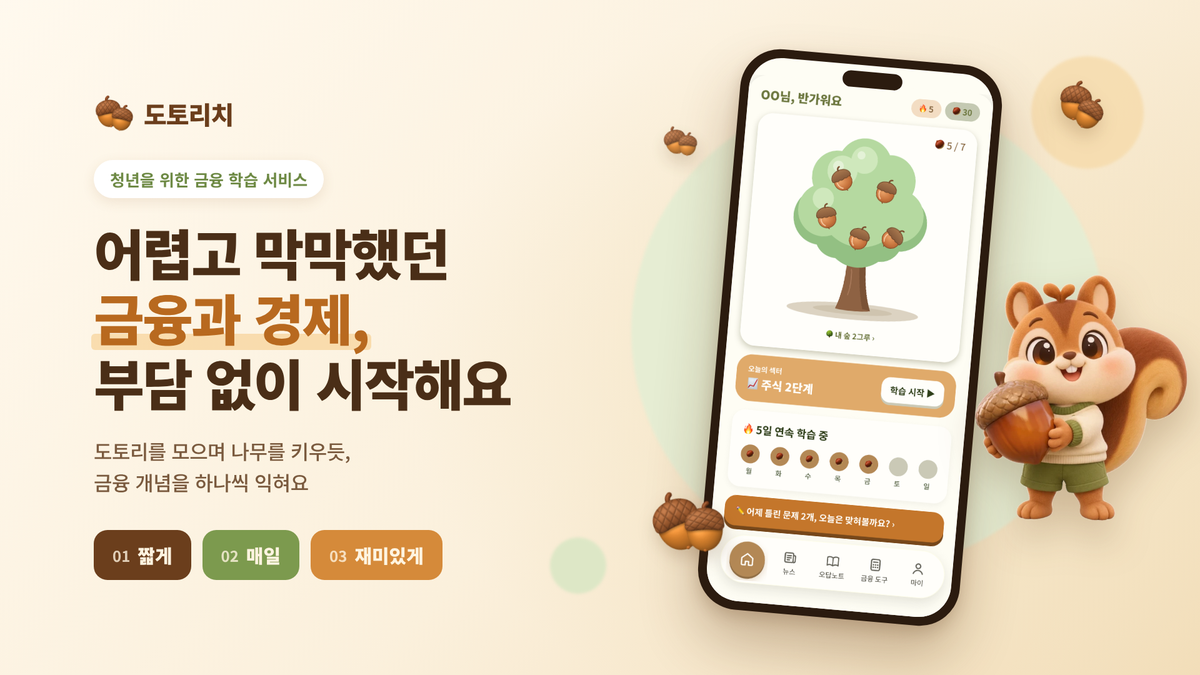 도토리치
청년을 위한 금융 학습 서비스
어렵고 막막했던
금융과 경제,
부담 없이 시작해요
도토리를 모으며 나무를 키우듯,
금융 개념을 하나씩 익혀요
01 짧게
02 매일
03 재미있게
OO님, 반가워요
5
30
5 / 7
내 숲 2그루 ›
오늘의 섹터
주식 2단계
학습 시작 ▶
5일 연속 학습 중
월 화 수 목 금 토 일
어제 틀린 문제 2개, 오늘은 맞혀볼까요? ›
뉴스
오답노트
금융 도구
마이